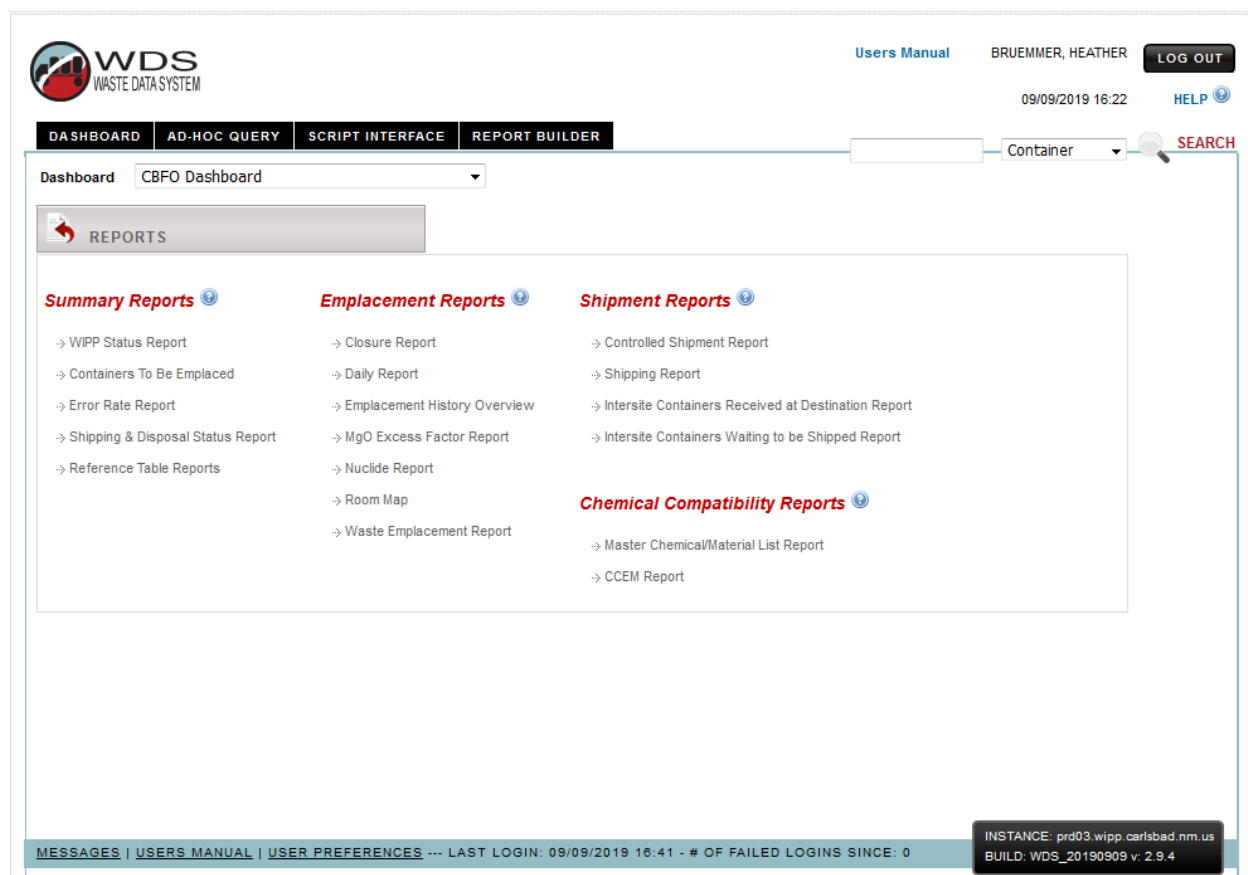 WDS
WASTE DATA SYSTEM
Users Manual BRUEMMER, HEATHER LOG OUT
09/09/2019 16:22 HELP
DASHBOARD AD-HOC QUERY SCRIPT INTERFACE REPORT BUILDER
Container SEARCH
Dashboard CBFO Dashboard
REPORTS
Summary Reports
WIPP Status Report
Containers To Be Emplaced
Error Rate Report
Shipping & Disposal Status Report
Reference Table Reports
Emplacement Reports
Closure Report
Daily Report
Emplacement History Overview
MgO Excess Factor Report
Nuclide Report
Room Map
Waste Emplacement Report
Shipment Reports
Controlled Shipment Report
Shipping Report
Intersite Containers Received at Destination Report
Intersite Containers Waiting to be Shipped Report
Chemical Compatibility Reports
Master Chemical/Material List Report
CCEM Report
MESSAGES | USERS MANUAL | USER PREFERENCES --- LAST LOGIN: 09/09/2019 16:41 - # OF FAILED LOGINS SINCE: 0
INSTANCE: prd03.wipp.carlsbad.nm.us
BUILD: WDS_20190909 v: 2.9.4